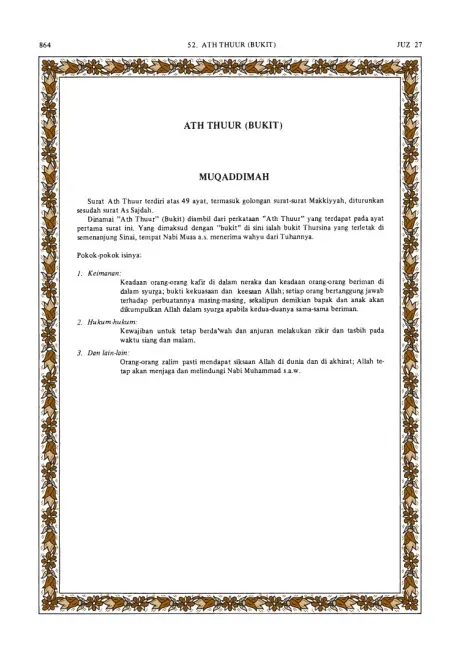 864 52. ATH THUUR (BUKIT) JUZ 27
ATH THUUR (BUKIT)
MUQADDIMAH
Surat Ath Thuur terdiri atas 49 ayat, termasuk golongan surat-surat Makkiyyah, diturunkan
sesudah surat As Sajdah.
Dinamai "Ath Thuur" (Bukit) diambil dari perkataan "Ath Thuur" yang terdapat pada ayat
pertama surat ini. Yang dimaksud dengan "bukit" di sini ialah bukit Thursina yang terletak di
semenanjung Sinai, tempat Nabi Musa a.s. menerima wahyu dari Tuhannya.
Pokok-pokok isinya:
1. Keimanan:
Keadaan orang-orang kafir di dalam neraka dan keadaan orang-orang beriman di
dalam syurga; bukti kekuasaan dan keesaan Allah; setiap orang bertanggung jawab
terhadap perbuatannya masing-masing, sekalipun demikian bapak dan anak akan
dikumpulkan Allah dalam syurga apabila kedua-duanya sama-sama beriman.
2. Hukum-hukum:
Kewajiban untuk tetap berda'wah dan anjuran melakukan zikir dan tasbih pada
waktu siang dan malam.
3. Dan lain-lain:
Orang-orang zalim pasti mendapat siksaan Allah di dunia dan di akhirat; Allah te-
tap akan menjaga dan melindungi Nabi Muhammad s.a.w.